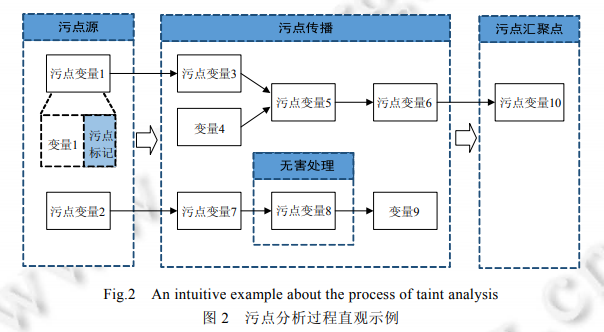 污点源
污点传播
污点汇聚点
污点变量1
污点变量3
污点变量5
污点变量6
污点变量10
变量1
污点
标记
变量4
无害处理
污点变量2
污点变量7
污点变量8
变量9
Fig.2 An intuitive example about the process of taint analysis
图 2 污点分析过程直观示例